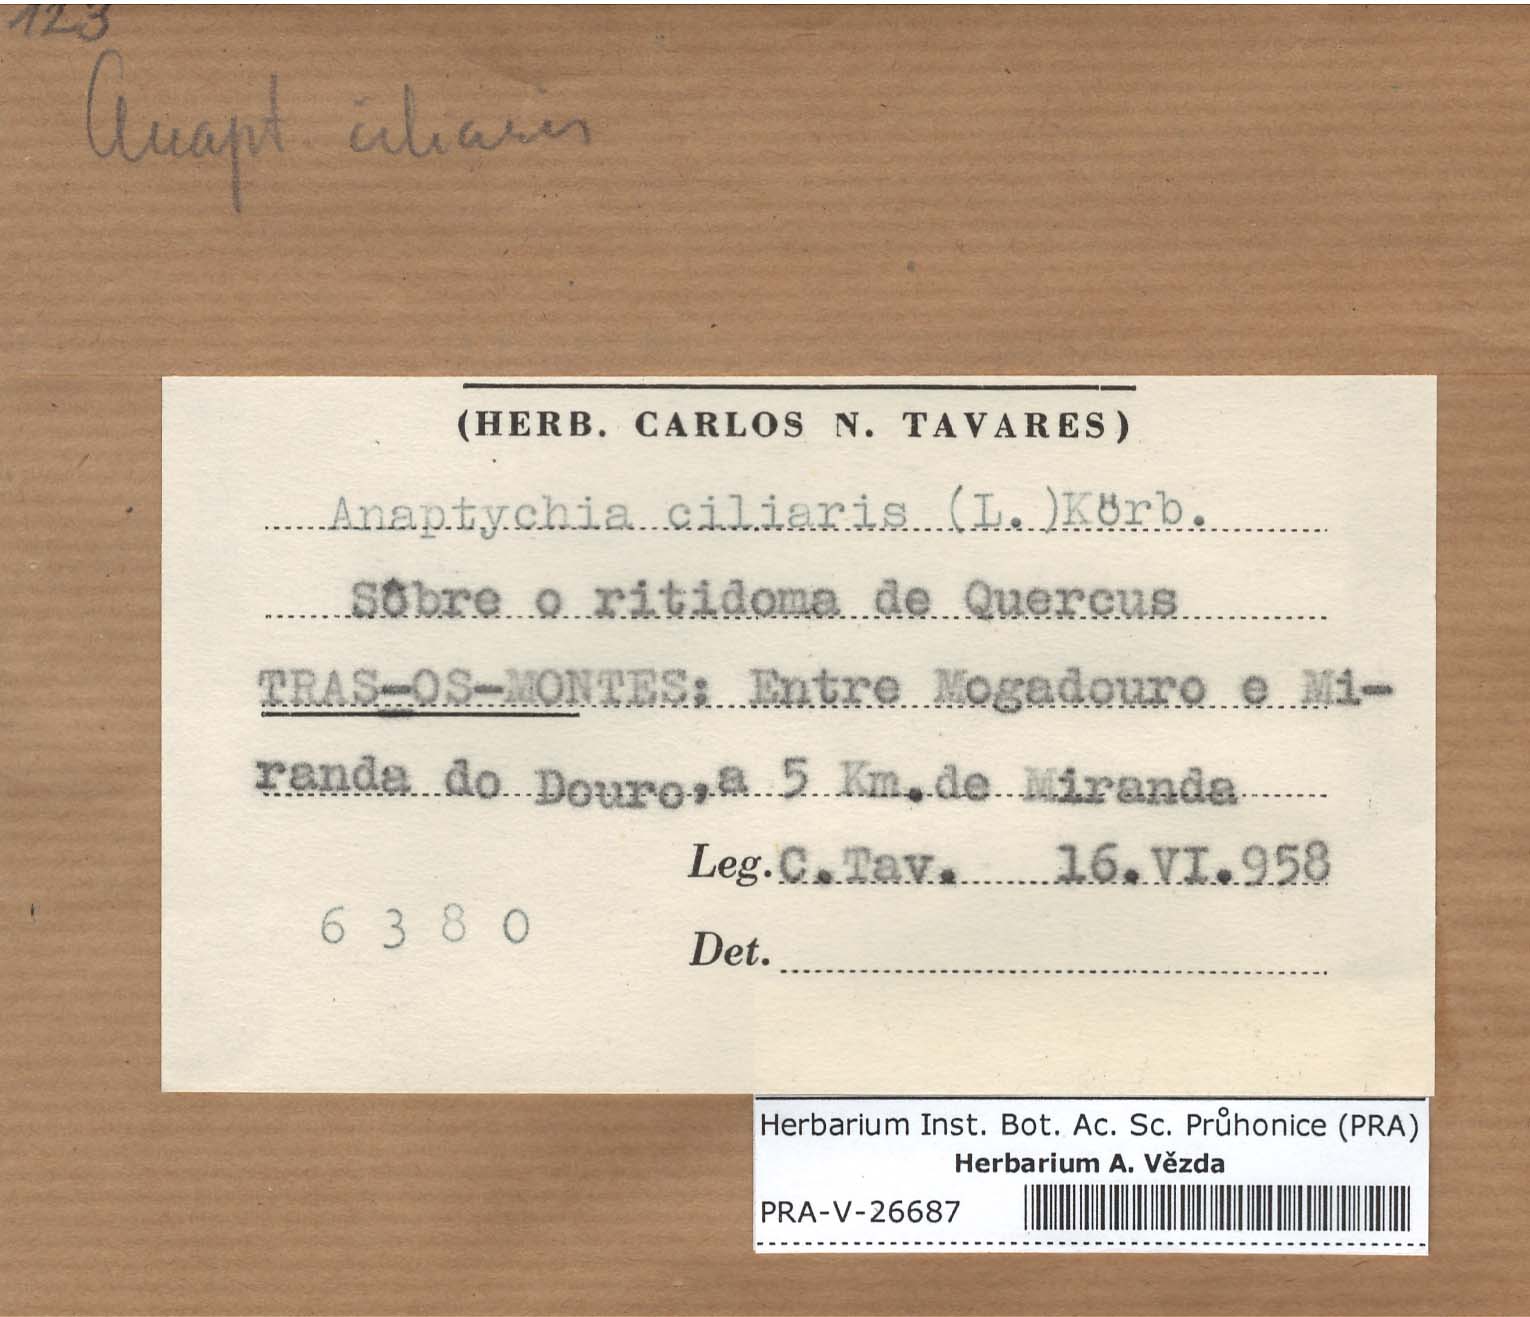 123
Anapt. ciliaris
(HERB. CARLOS N. TAVARES)
Anaptychia ciliaris (L.)Körb.
Sôbre o ritidoma de Quercus
TRAS-OS-MONTES: Entre Mogadouro e Mi-
randa do Douro,a 5 Km.de Miranda
Leg. C.Tav. 16.VI.958
6380
Det.
Herbarium Inst. Bot. Ac. Sc. Průhonice (PRA)
Herbarium A. Vězda
PRA-V-26687